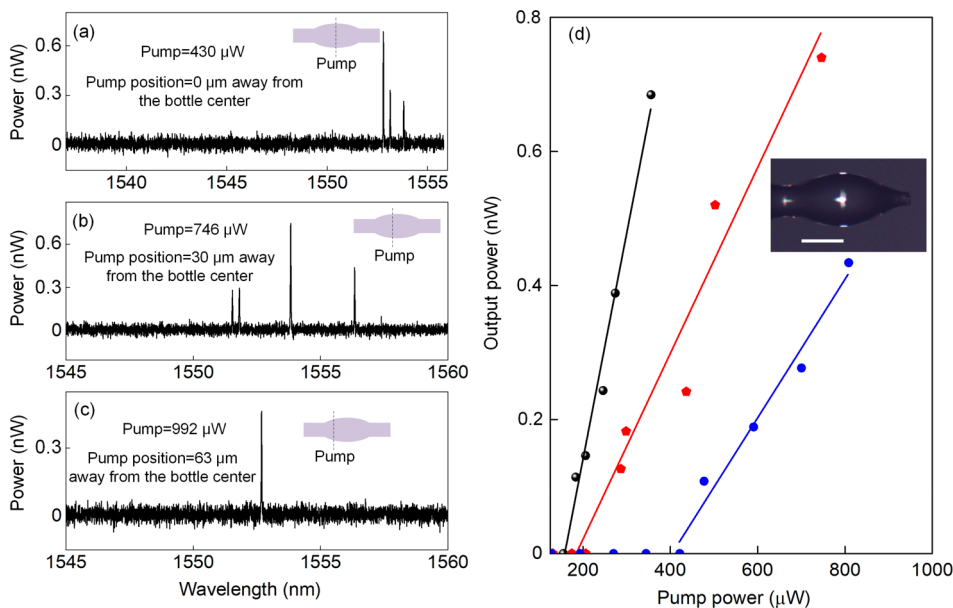 (a)
Pump=430 μW
Pump
Pump position=0 μm away from
the bottle center
Power (nW)
0.6
0.3
0
1540
1545
1550
1555
(b)
Pump=746 μW
Pump
Pump position=30 μm away
from the bottle center
Power (nW)
0.6
0.3
0
1545
1550
1555
1560
(c)
Pump=992 μW
Pump
Pump position=63 μm
away from the bottle center
Power (nW)
0.3
0
1545
1550
1555
1560
Wavelength (nm)
(d)
Output power (nW)
0.8
0.6
0.4
0.2
0
200
400
600
800
1000
Pump power (μW)